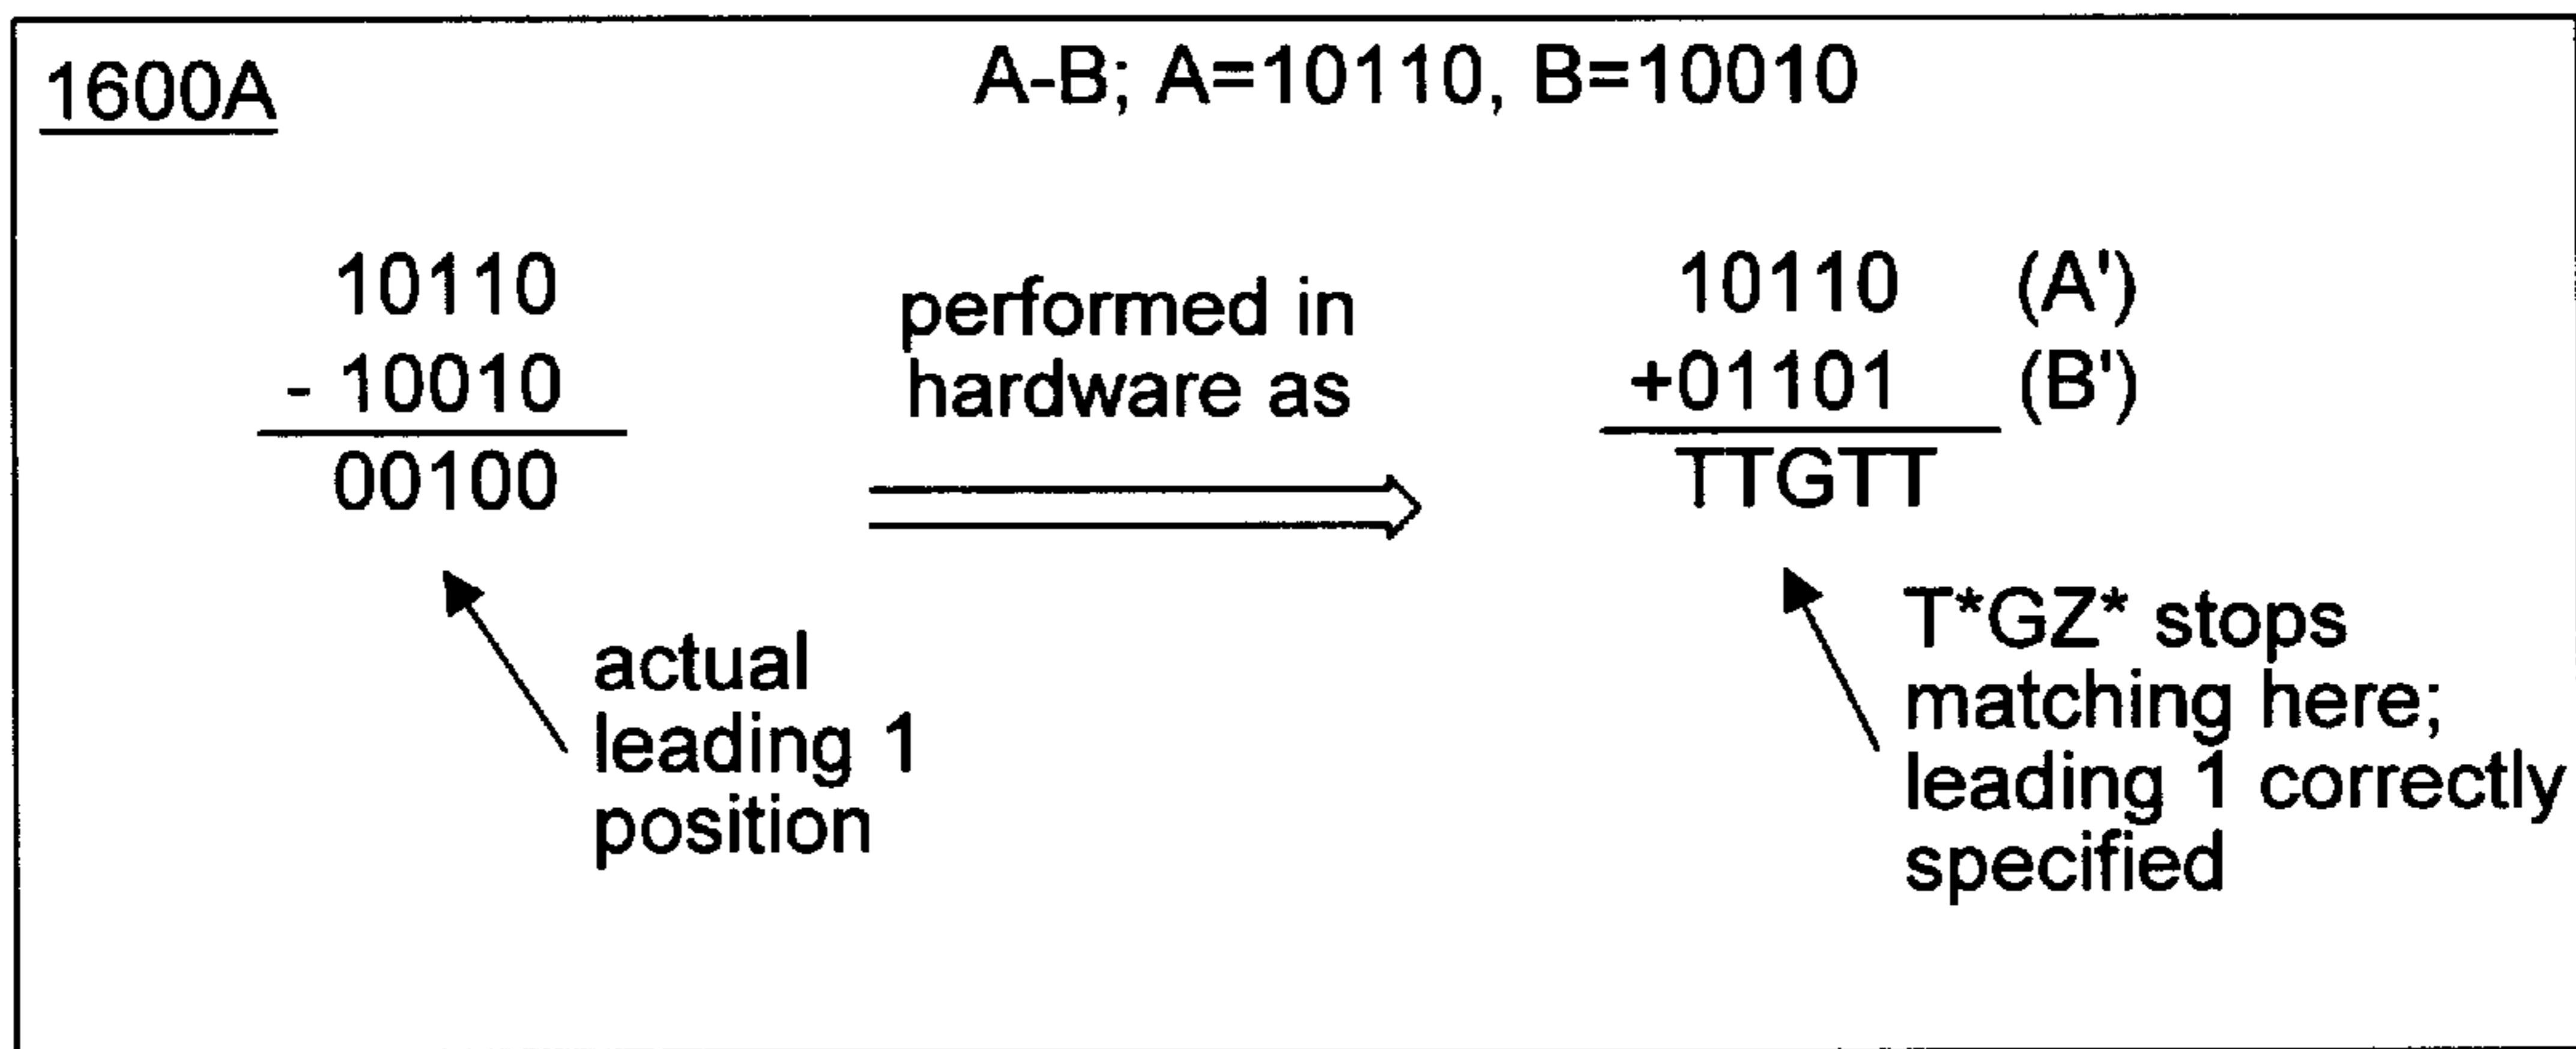 1600A
A-B; A=10110, B=10010
10110
- 10010
00100
actual
leading 1
position
performed in
hardware as
10110 (A')
+01101 (B')
TTGTT
T*GZ* stops
matching here;
leading 1 correctly
specified